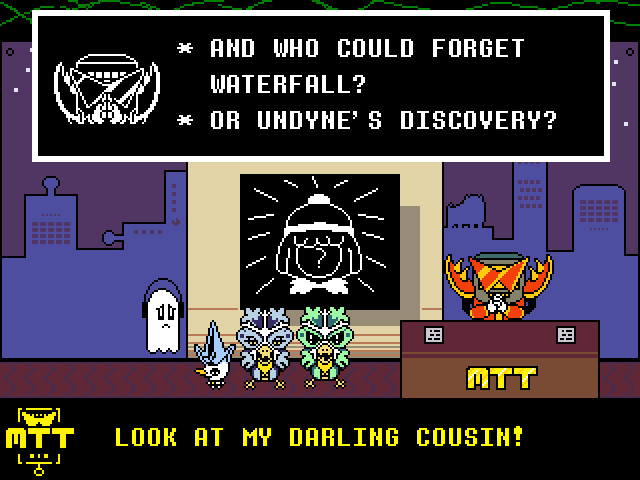 * AND WHO COULD FORGET
WATERFALL?
* OR UNDYNE'S DISCOVERY?
?
MTT
MTT
LOOK AT MY DARLING COUSIN!